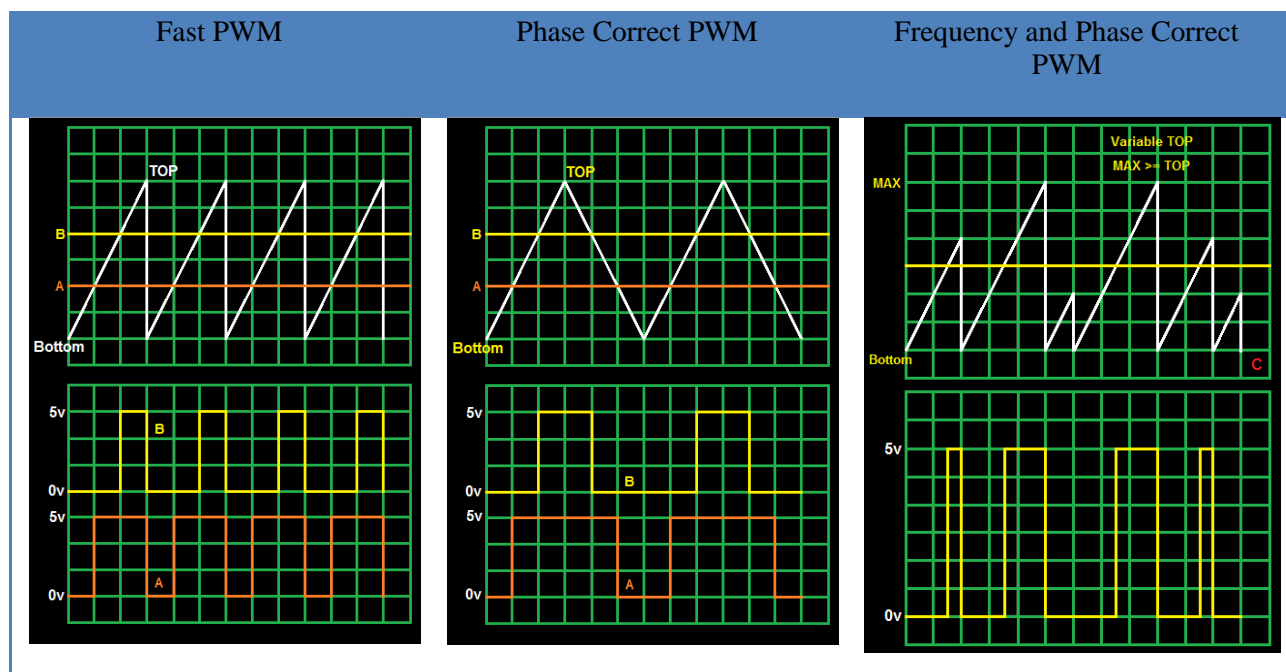 Fast PWM
Phase Correct PWM
Frequency and Phase Correct
PWM
TOP
B
A
Bottom
5v
B
0v
5v
A
0v
TOP
B
A
Bottom
5v
B
0v
5v
A
0v
Variable TOP
MAX >= TOP
MAX
Bottom
C
5v
0v